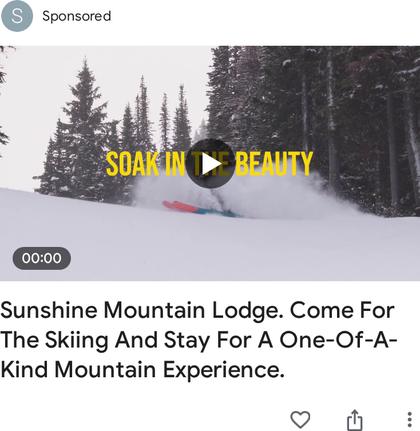 S Sponsored
SOAK IN THE BEAUTY
00:00
Sunshine Mountain Lodge. Come For
The Skiing And Stay For A One-Of-A-
Kind Mountain Experience.